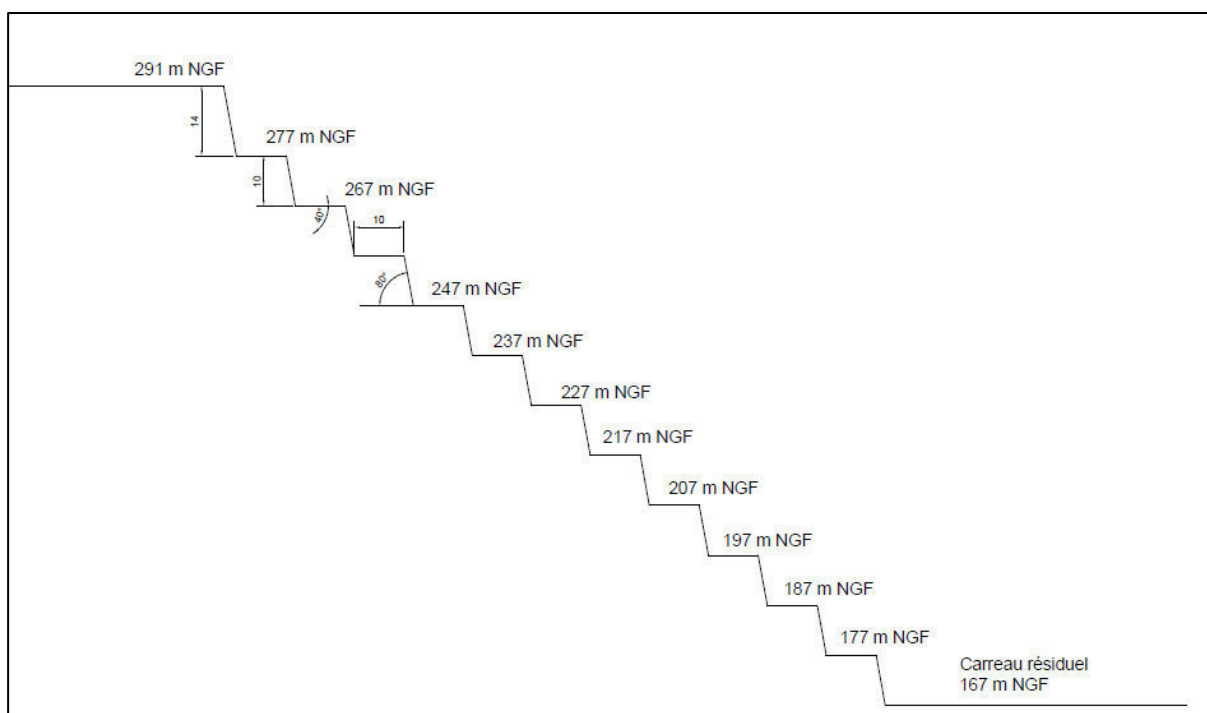 291 m NGF
14
277 m NGF
10
267 m NGF
40°
10
80°
247 m NGF
237 m NGF
227 m NGF
217 m NGF
207 m NGF
197 m NGF
187 m NGF
177 m NGF
Carreau résiduel
167 m NGF